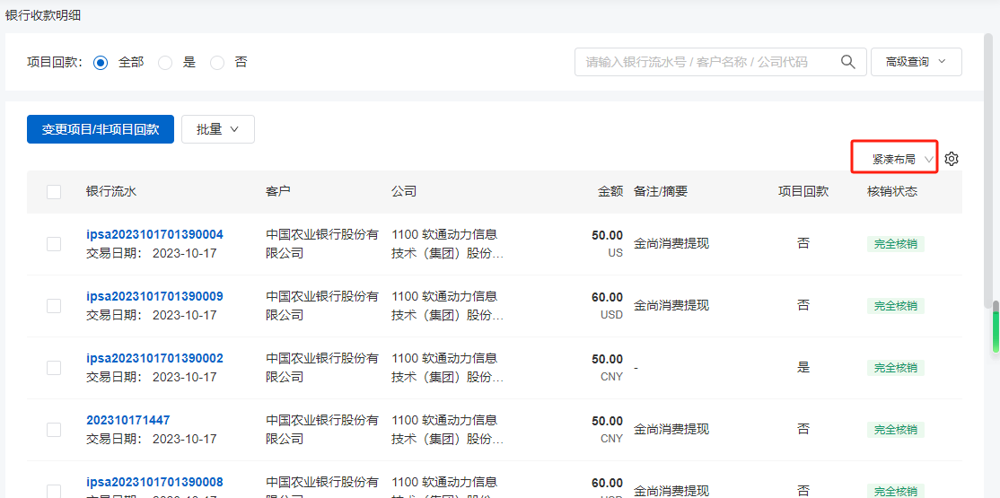 银行收款明细
项目回款: 全部 是 否
请输入银行流水号 / 客户名称 / 公司代码
高级查询
变更项目/非项目回款
批量
紧凑布局
银行流水 客户 公司 金额 备注/摘要 项目回款 核销状态
ipsa2023101701390004 中国农业银行股份有 1100 软通动力信息 50.00 金尚消费提现 否 完全核销
交易日期: 2023-10-17 限公司 技术（集团）股份... US
ipsa2023101701390009 中国农业银行股份有 1100 软通动力信息 60.00 金尚消费提现 否 完全核销
交易日期: 2023-10-17 限公司 技术（集团）股份... USD
ipsa2023101701390002 中国农业银行股份有 1100 软通动力信息 50.00 - 是 完全核销
交易日期: 2023-10-17 限公司 技术（集团）股份... CNY
202310171447 中国农业银行股份有 1100 软通动力信息 50.00 金尚消费提现 否 完全核销
交易日期: 2023-10-17 限公司 技术（集团）股份... CNY
ipsa2023101701390008 中国农业银行股份有 1100 软通动力信息 60.00 金尚消费提现 否 完全核销